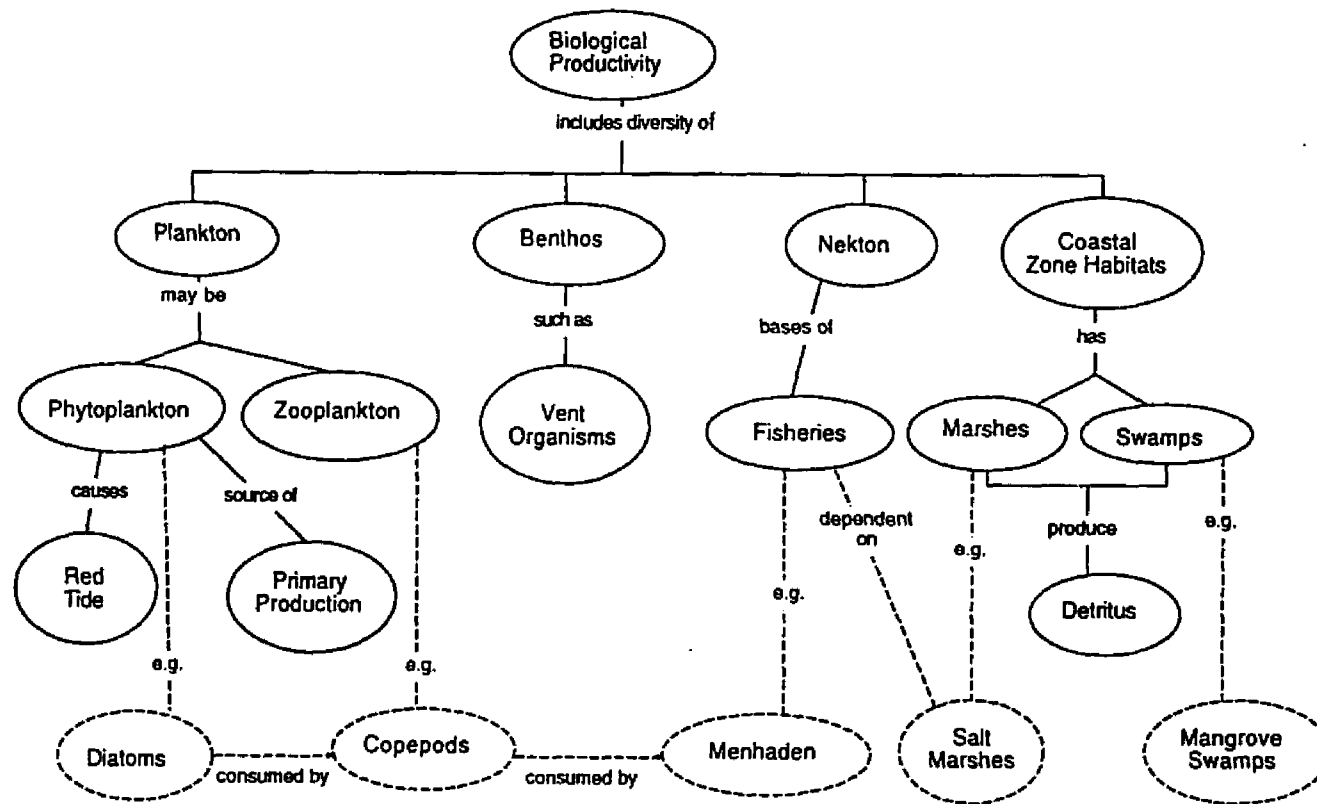 Biological
Productivity
includes diversity of
Plankton
Benthos
Nekton
Coastal
Zone Habitats
may be
such as
bases of
has
Phytoplankton
Zooplankton
Vent
Organisms
Fisheries
Marshes
Swamps
causes
source of
dependent
on
e.g.
produce
e.g.
Red
Tide
Primary
Production
e.g.
Detritus
e.g.
e.g.
Diatoms
consumed by
Copepods
consumed by
Menhaden
Salt
Marshes
Mangrove
Swamps